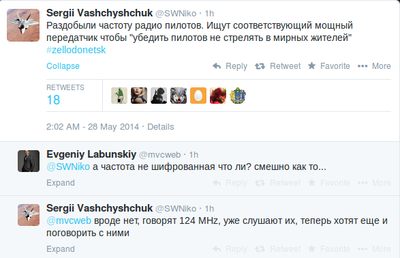 Sergii Vashchyshchuk @SWNiko · 1h
Раздобыли частоту радио пилотов. Ищут соответствующий мощный
передатчик чтобы "убедить пилотов не стрелять в мирных жителей"
#zellodonetsk
Collapse Reply Retweet Favorite More
RETWEETS
18
2:02 AM - 28 May 2014 · Details
Evgeniy Labunskiy @mvcweb · 1h
@SWNiko а частота не шифрованная что ли? смешно как то...
Expand Reply Retweet Favorite More
Sergii Vashchyshchuk @SWNiko · 1h
@mvcweb вроде нет, говорят 124 MHz, уже слушают их, теперь хотят еще и
поговорить с ними
Expand Reply Retweet Favorite More